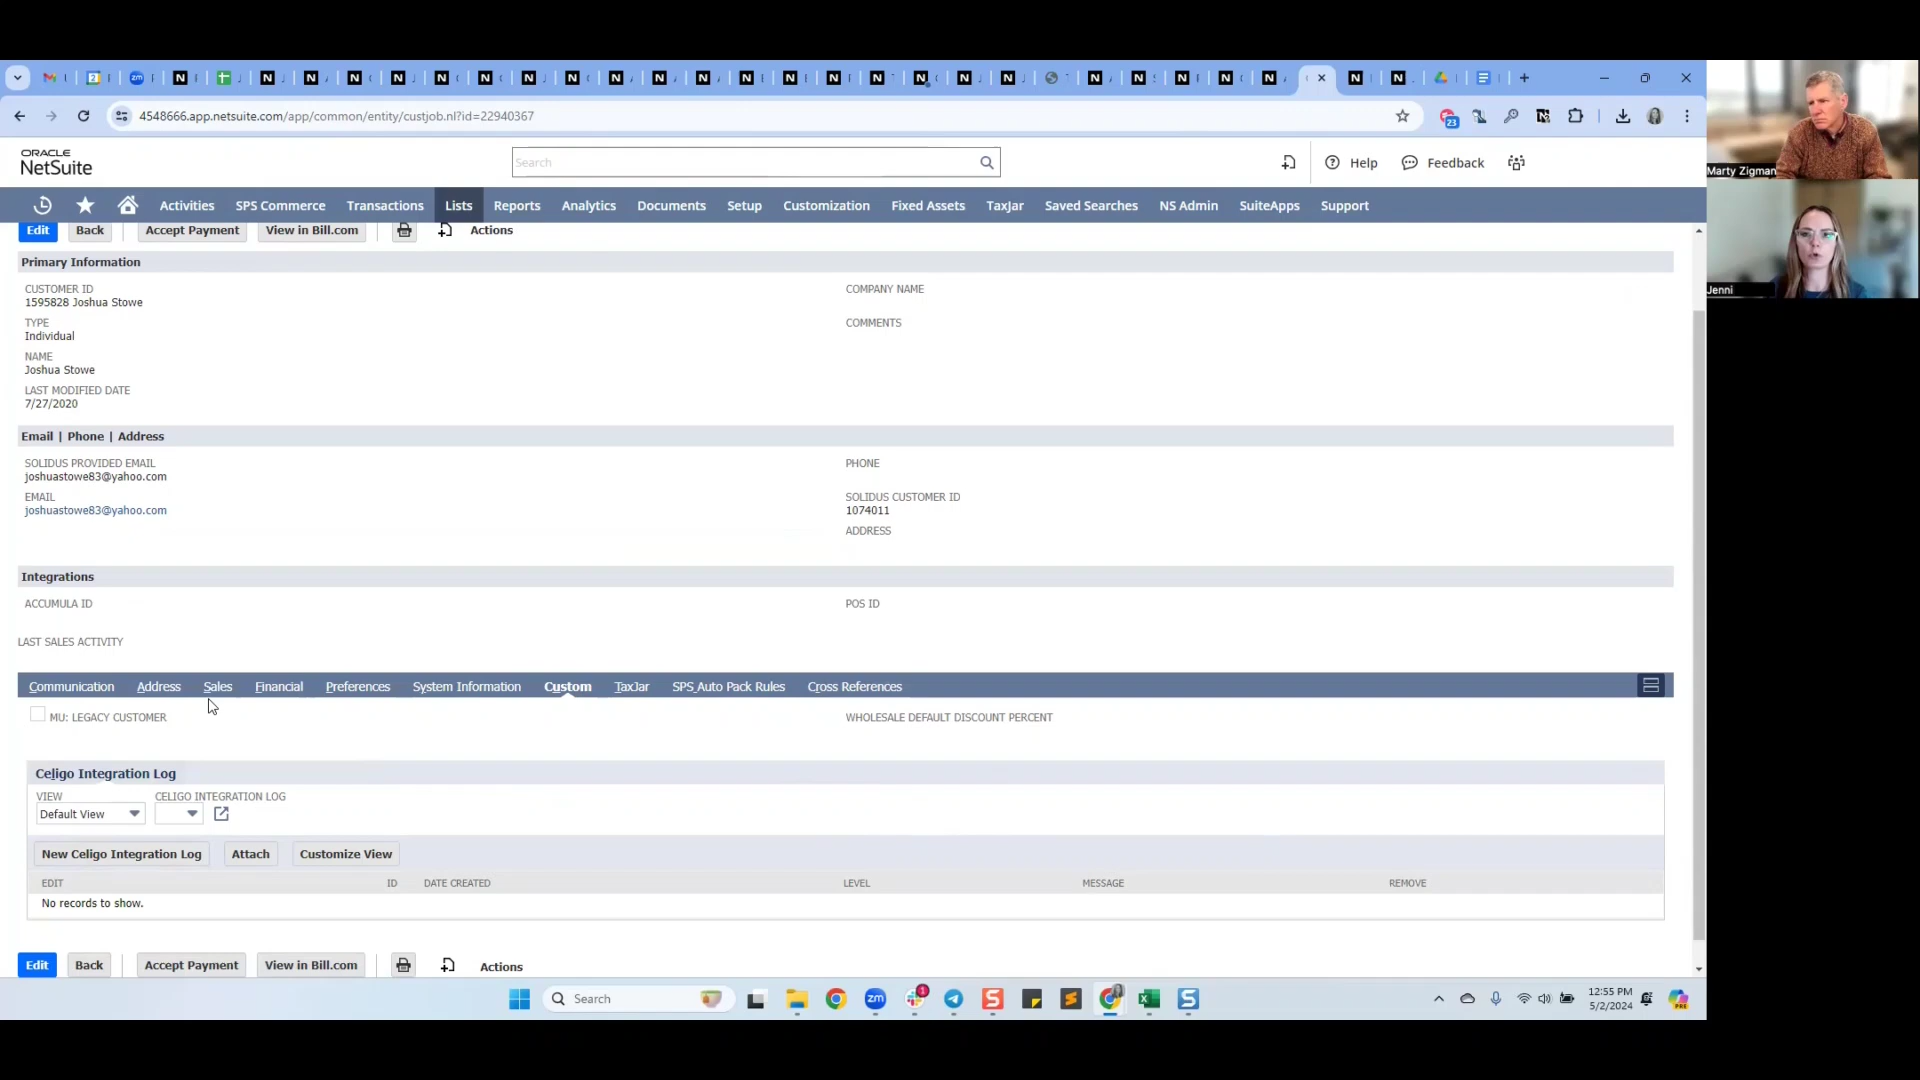 4548666.app.netsuite.com/app/common/entity/custjob.nl?id=22940367
23
ORACLE
NetSuite
Search
Help
Feedback
Activities
SPS Commerce
Transactions
Lists
Reports
Analytics
Documents
Setup
Customization
Fixed Assets
TaxJar
Saved Searches
NS Admin
SuiteApps
Support
Edit
Back
Accept Payment
View in Bill.com
Actions
Primary Information
CUSTOMER ID
1595828 Joshua Stowe
TYPE
Individual
NAME
Joshua Stowe
LAST MODIFIED DATE
7/27/2020
COMPANY NAME
COMMENTS
Email | Phone | Address
SOLIDUS PROVIDED EMAIL
joshuastowe83@yahoo.com
EMAIL
joshuastowe83@yahoo.com
PHONE
SOLIDUS CUSTOMER ID
1074011
ADDRESS
Integrations
ACCUMULA ID
POS ID
LAST SALES ACTIVITY
Communication
Address
Sales
Financial
Preferences
System Information
Custom
TaxJar
SPS Auto Pack Rules
Cross References
MU: LEGACY CUSTOMER
WHOLESALE DEFAULT DISCOUNT PERCENT
Celigo Integration Log
VIEW
Default View
CELIGO INTEGRATION LOG
New Celigo Integration Log
Attach
Customize View
EDIT
ID
DATE CREATED
LEVEL
MESSAGE
REMOVE
No records to show.
Edit
Back
Accept Payment
View in Bill.com
Actions
Search
zm
12:55 PM
5/2/2024
Marty Zigman
Jenni